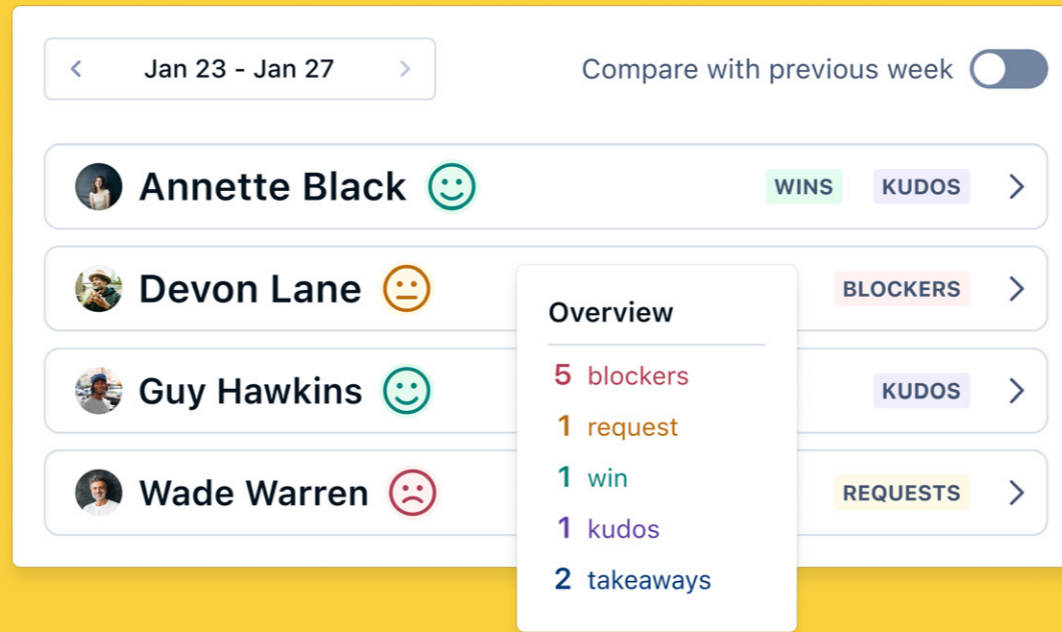 Jan 23 - Jan 27
Compare with previous week
Annette Black
WINS
KUDOS
Devon Lane
BLOCKERS
Guy Hawkins
KUDOS
Wade Warren
REQUESTS
Overview
5 blockers
1 request
1 win
1 kudos
2 takeaways